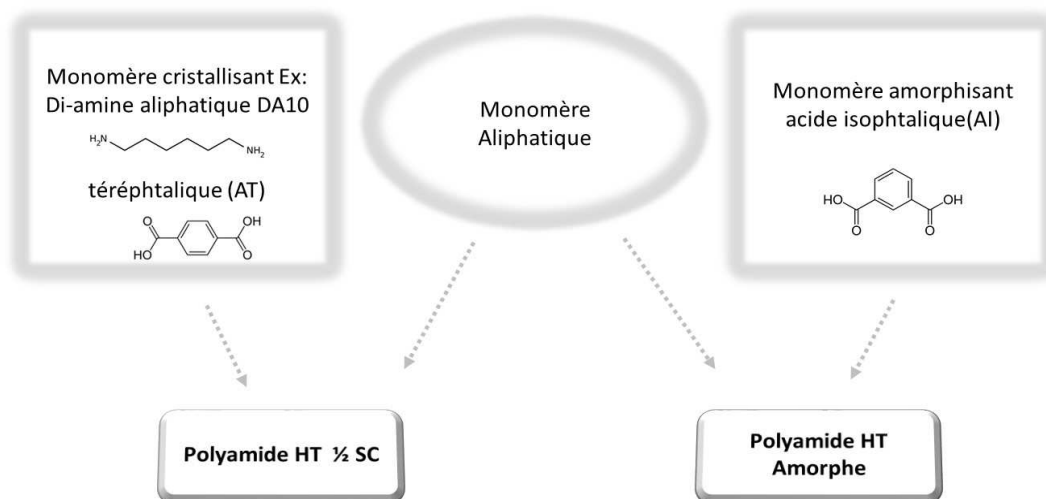 Monomère cristallisant Ex:
Di-amine aliphatique DA10
H₂N
NH₂
téréphtalique (AT)
O
OH
HO
O
Monomère
Aliphatique
Monomère amorphisant
acide isophtalique(AI)
HO
OH
O
O
Polyamide HT ½ SC
Polyamide HT
Amorphe